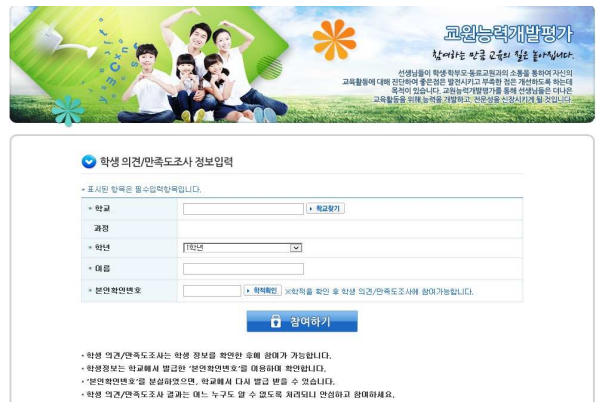 교원능력개발평가
참여하는 만큼 교육의 질은 높아집니다.
선생님들이 학생·학부모·동료교원과의 소통을 통하여 자신의
교육활동에 대해 진단하여 좋은점은 발전시키고 부족한 점은 개선하도록 하는데
목적이 있습니다. 교원능력개발평가를 통해 선생님들은 더나은
교육활동을 위해 능력을 개발하고, 전문성을 신장시키게 될 것입니다.
학생 의견/만족도조사 정보입력
* 표시된 항목은 필수입력항목입니다.
* 학교
학교찾기
과정
* 학년
1학년
* 이름
* 본인확인번호
학적확인
※학적을 확인 후 학생 의견/만족도조사에 참여가능합니다.
참여하기
· 학생 의견/만족도조사는 학생 정보를 확인한 후에 참여가 가능합니다.
· 학생정보는 학교에서 발급한 '본인확인번호'를 이용하여 확인합니다.
· '본인확인번호'를 분실하였으면, 학교에서 다시 발급 받을 수 있습니다.
· 학생 의견/만족도조사 결과는 어느 누구도 알 수 없도록 처리되니 안심하고 참여하세요.